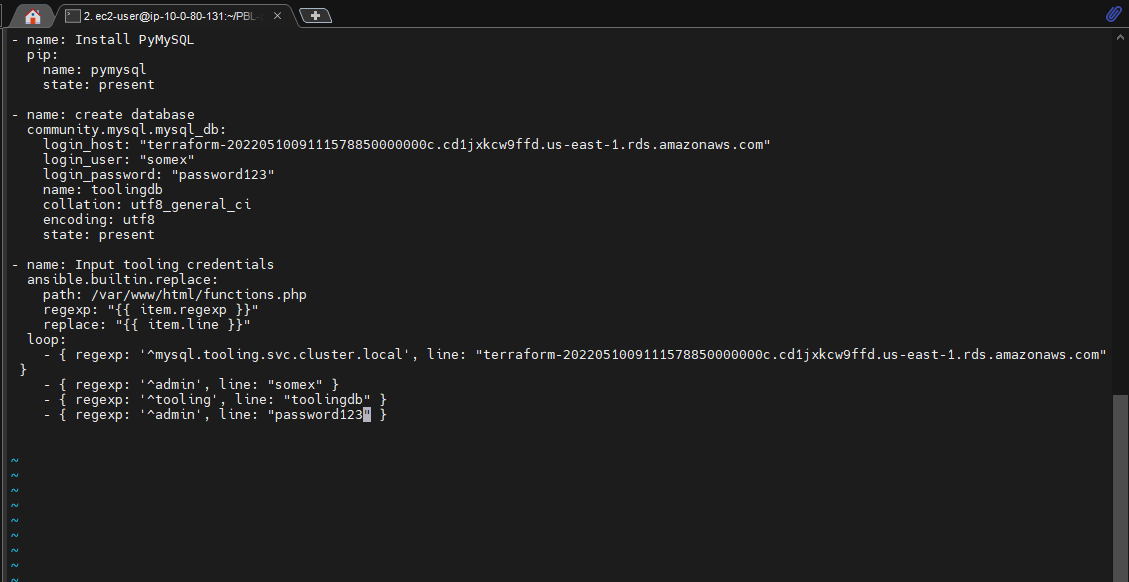 2. ec2-user@ip-10-0-80-131:~/PBL-
- name: Install PyMySQL
  pip:
    name: pymysql
    state: present
- name: create database
  community.mysql.mysql_db:
    login_host: "terraform-20220510091115788500000000c.cd1jxkcw9ffd.us-east-1.rds.amazonaws.com"
    login_user: "somex"
    login_password: "password123"
    name: toolingdb
    collation: utf8_general_ci
    encoding: utf8
    state: present
- name: Input tooling credentials
  ansible.builtin.replace:
    path: /var/www/html/functions.php
    regexp: "{{ item.regexp }}"
    replace: "{{ item.line }}"
  loop:
    - { regexp: '^mysql.tooling.svc.cluster.local', line: "terraform-20220510091115788500000000c.cd1jxkcw9ffd.us-east-1.rds.amazonaws.com"
 }
    - { regexp: '^admin', line: "somex" }
    - { regexp: '^tooling', line: "toolingdb" }
    - { regexp: '^admin', line: "password123" }
~
~
~
~
~
~
~
~
~